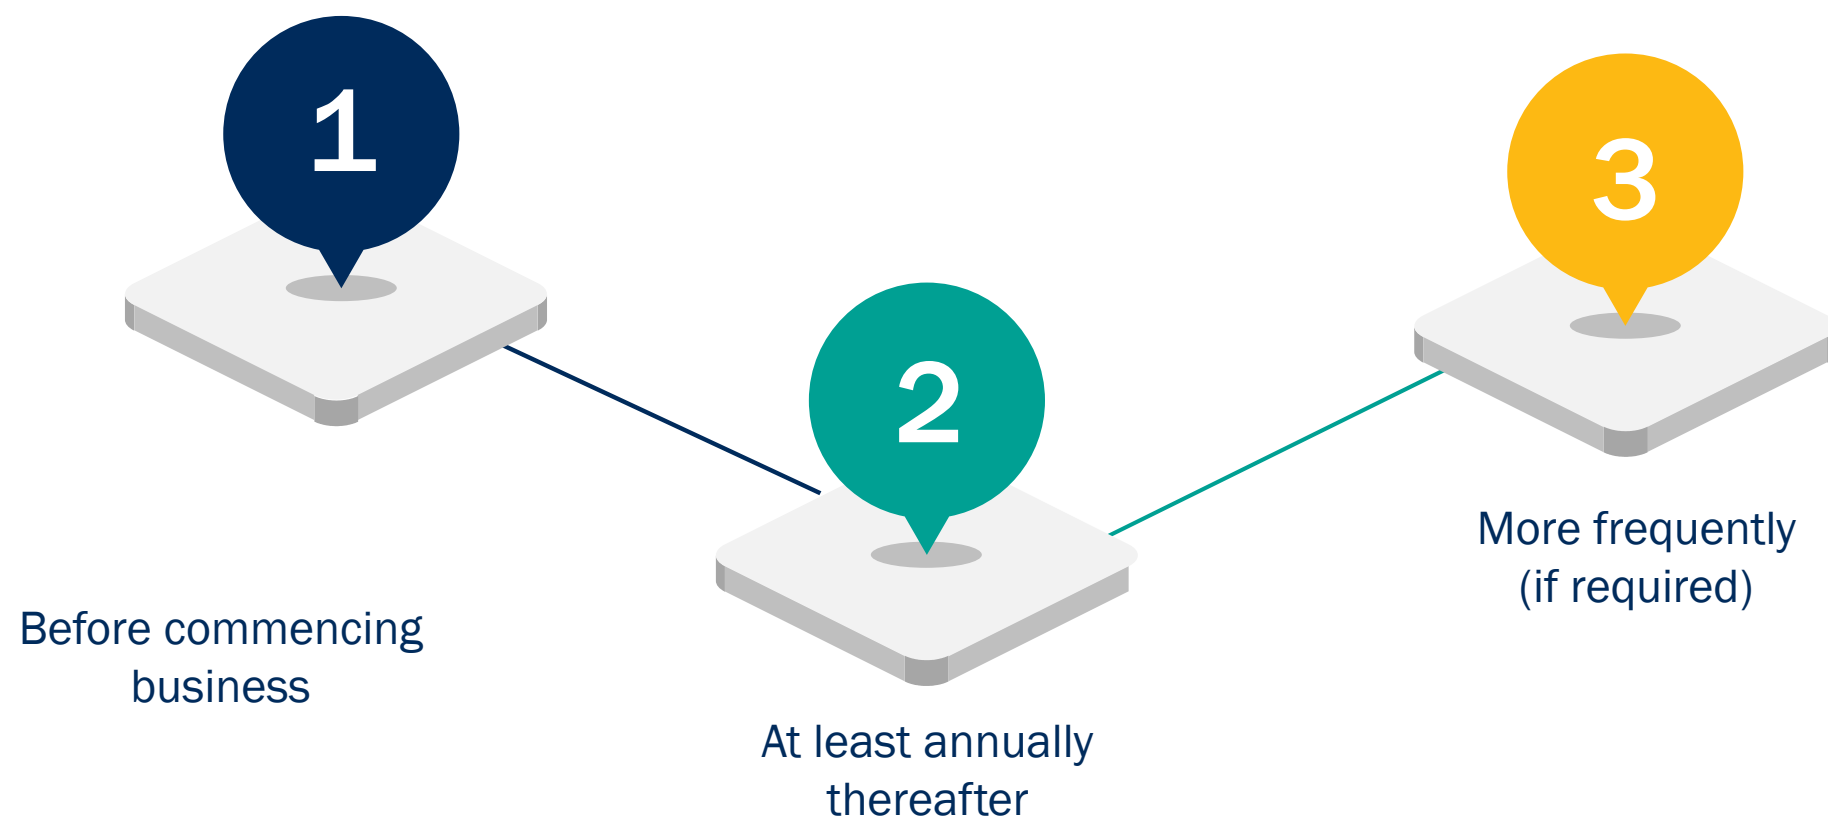 1
Before commencing
business
2
At least annually
thereafter
3
More frequently
(if required)